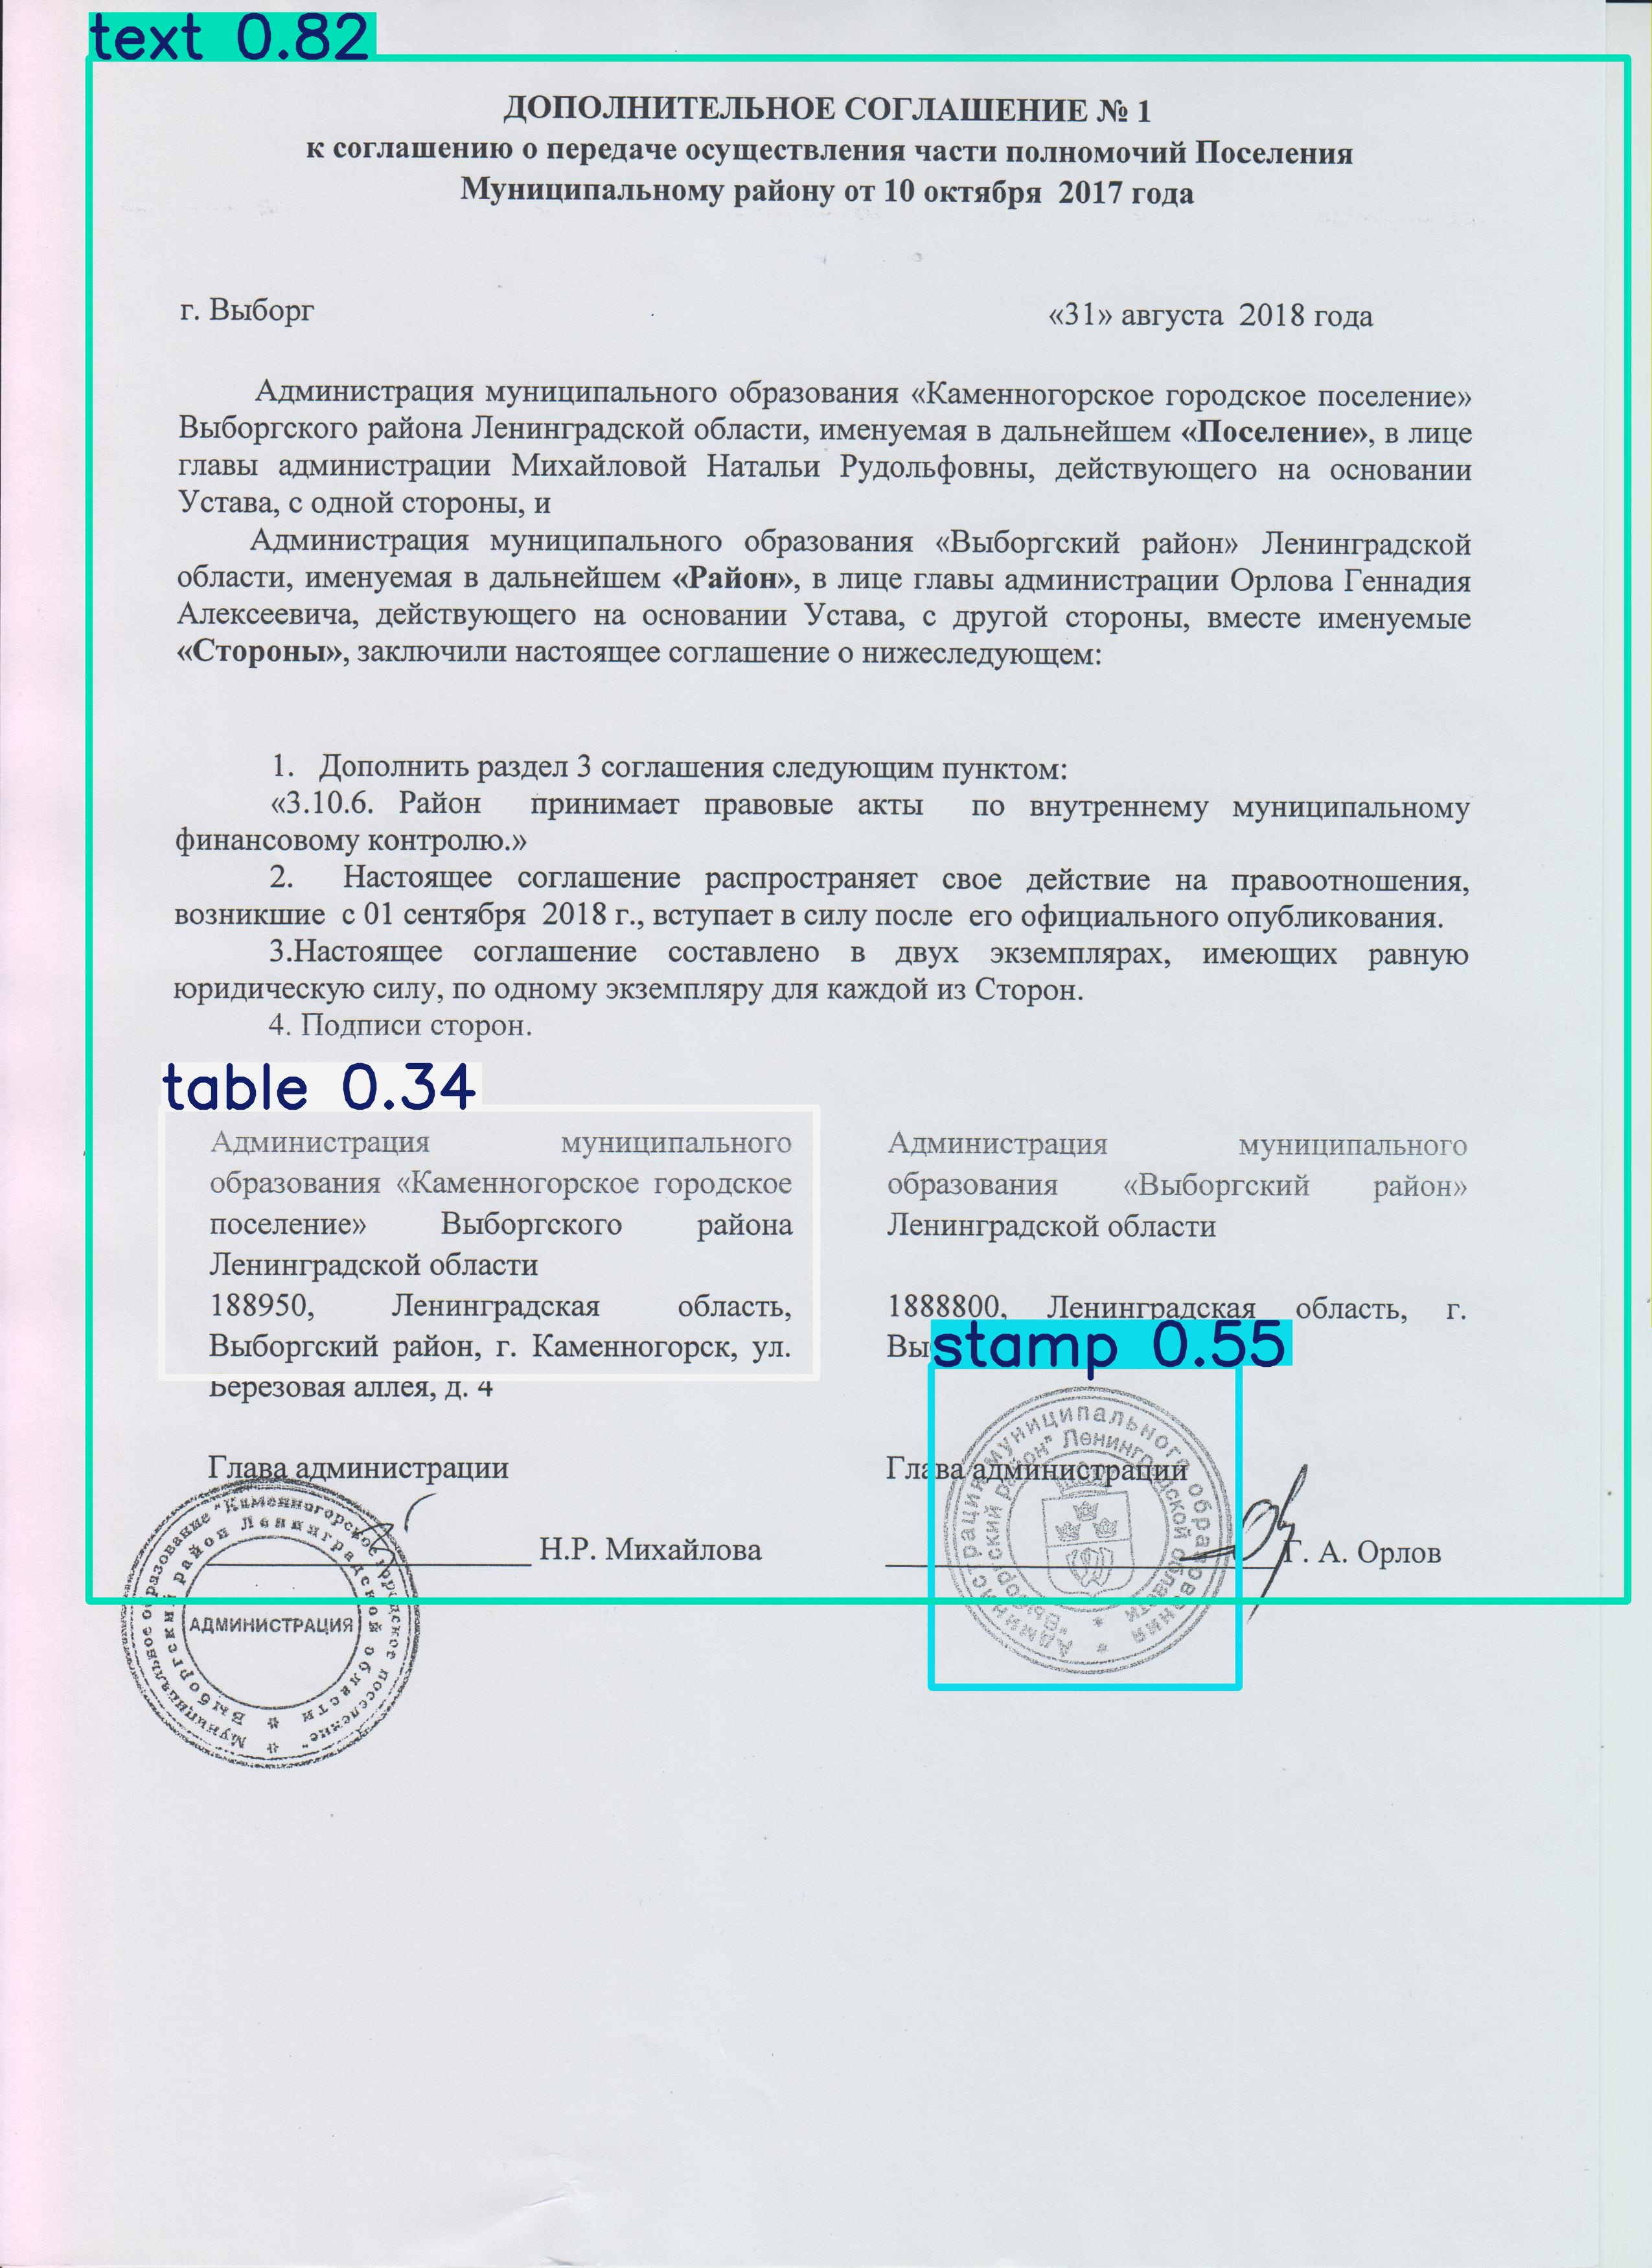 text 0.82
ДОПОЛНИТЕЛЬНОЕ СОГЛАШЕНИЕ № 1
к соглашению о передаче осуществления части полномочий Поселения
Муниципальному району от 10 октября 2017 года
г. Выборг «31» августа 2018 года
Администрация муниципального образования «Каменногорское городское поселение»
Выборгского района Ленинградской области, именуемая в дальнейшем «Поселение», в лице
главы администрации Михайловой Натальи Рудольфовны, действующего на основании
Устава, с одной стороны, и
Администрация муниципального образования «Выборгский район» Ленинградской
области, именуемая в дальнейшем «Район», в лице главы администрации Орлова Геннадия
Алексеевича, действующего на основании Устава, с другой стороны, вместе именуемые
«Стороны», заключили настоящее соглашение о нижеследующем:
1. Дополнить раздел 3 соглашения следующим пунктом:
«3.10.6. Район принимает правовые акты по внутреннему муниципальному
финансовому контролю.»
2. Настоящее соглашение распространяет свое действие на правоотношения,
возникшие с 01 сентября 2018 г., вступает в силу после его официального опубликования.
3.Настоящее соглашение составлено в двух экземплярах, имеющих равную
юридическую силу, по одному экземпляру для каждой из Сторон.
4. Подписи сторон.
table 0.34
Администрация муниципального
образования «Каменногорское городское
поселение» Выборгского района
Ленинградской области
188950, Ленинградская область,
Выборгский район, г. Каменногорск, ул.
Березовая аллея, д. 4
Глава администрации
Н.Р. Михайлова
Муниципальное образование "Каменногорское городское поселение"
Выборгский район Ленинградской области
АДМИНИСТРАЦИЯ
Администрация муниципального
образования «Выборгский район»
Ленинградской области
1888800, Ленинградская область, г.
stamp 0.55
Глава администрации
Г. А. Орлов
Администрация муниципального образования
"Выборгский район" Ленинградской области